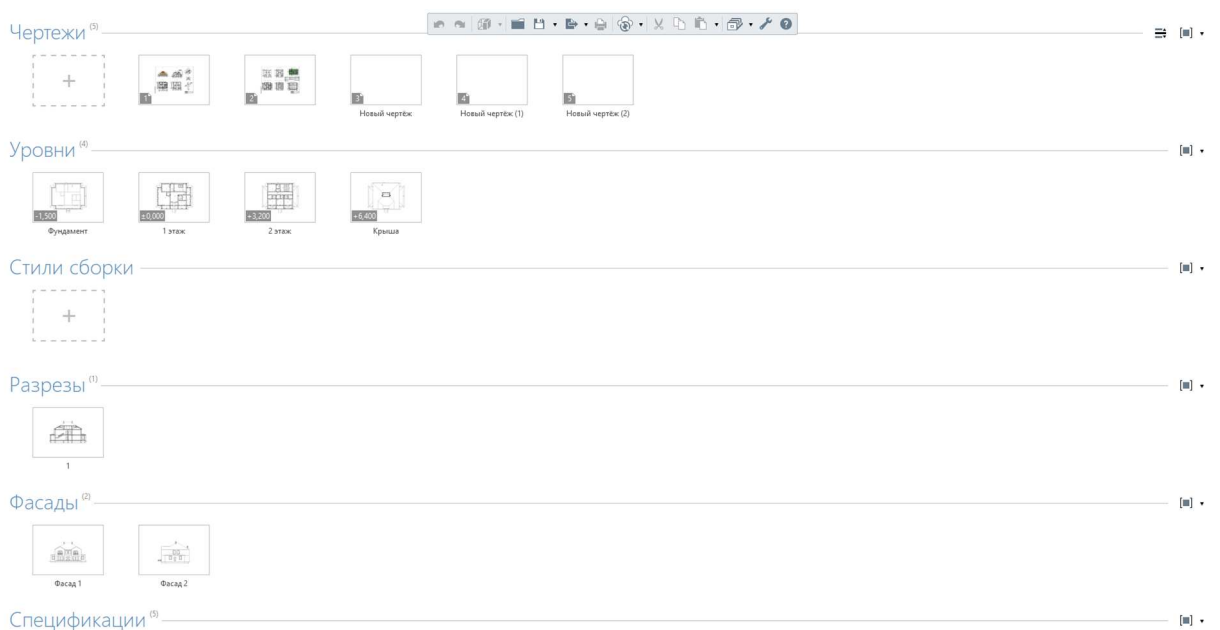 Чертежи (5)
1 2 3 4 5
Новый чертёж Новый чертёж (1) Новый чертёж (2)
Уровни (4)
-1,500 ±0,000 +3,200 +6,400
Фундамент 1 этаж 2 этаж Крыша
Стили сборки
Разрезы (1)
1
Фасады (2)
Фасад 1 Фасад 2
Спецификации (5)